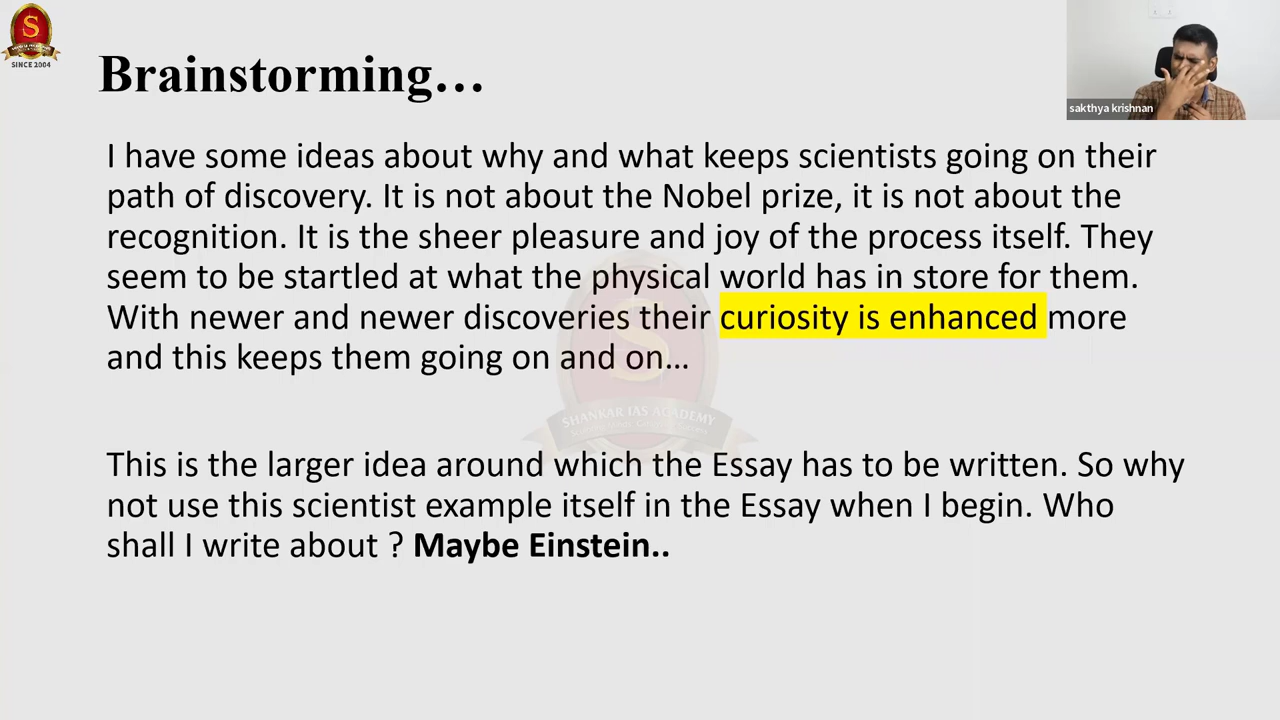 S
SINCE 2004
Brainstorming…
sakthya krishnan
I have some ideas about why and what keeps scientists going on their
path of discovery. It is not about the Nobel prize, it is not about the
recognition. It is the sheer pleasure and joy of the process itself. They
seem to be startled at what the physical world has in store for them.
With newer and newer discoveries their curiosity is enhanced more
and this keeps them going on and on…
S
SHANKAR IAS ACADEMY
This is the larger idea around which the Essay has to be written. So why
not use this scientist example itself in the Essay when I begin. Who
shall I write about ? Maybe Einstein..